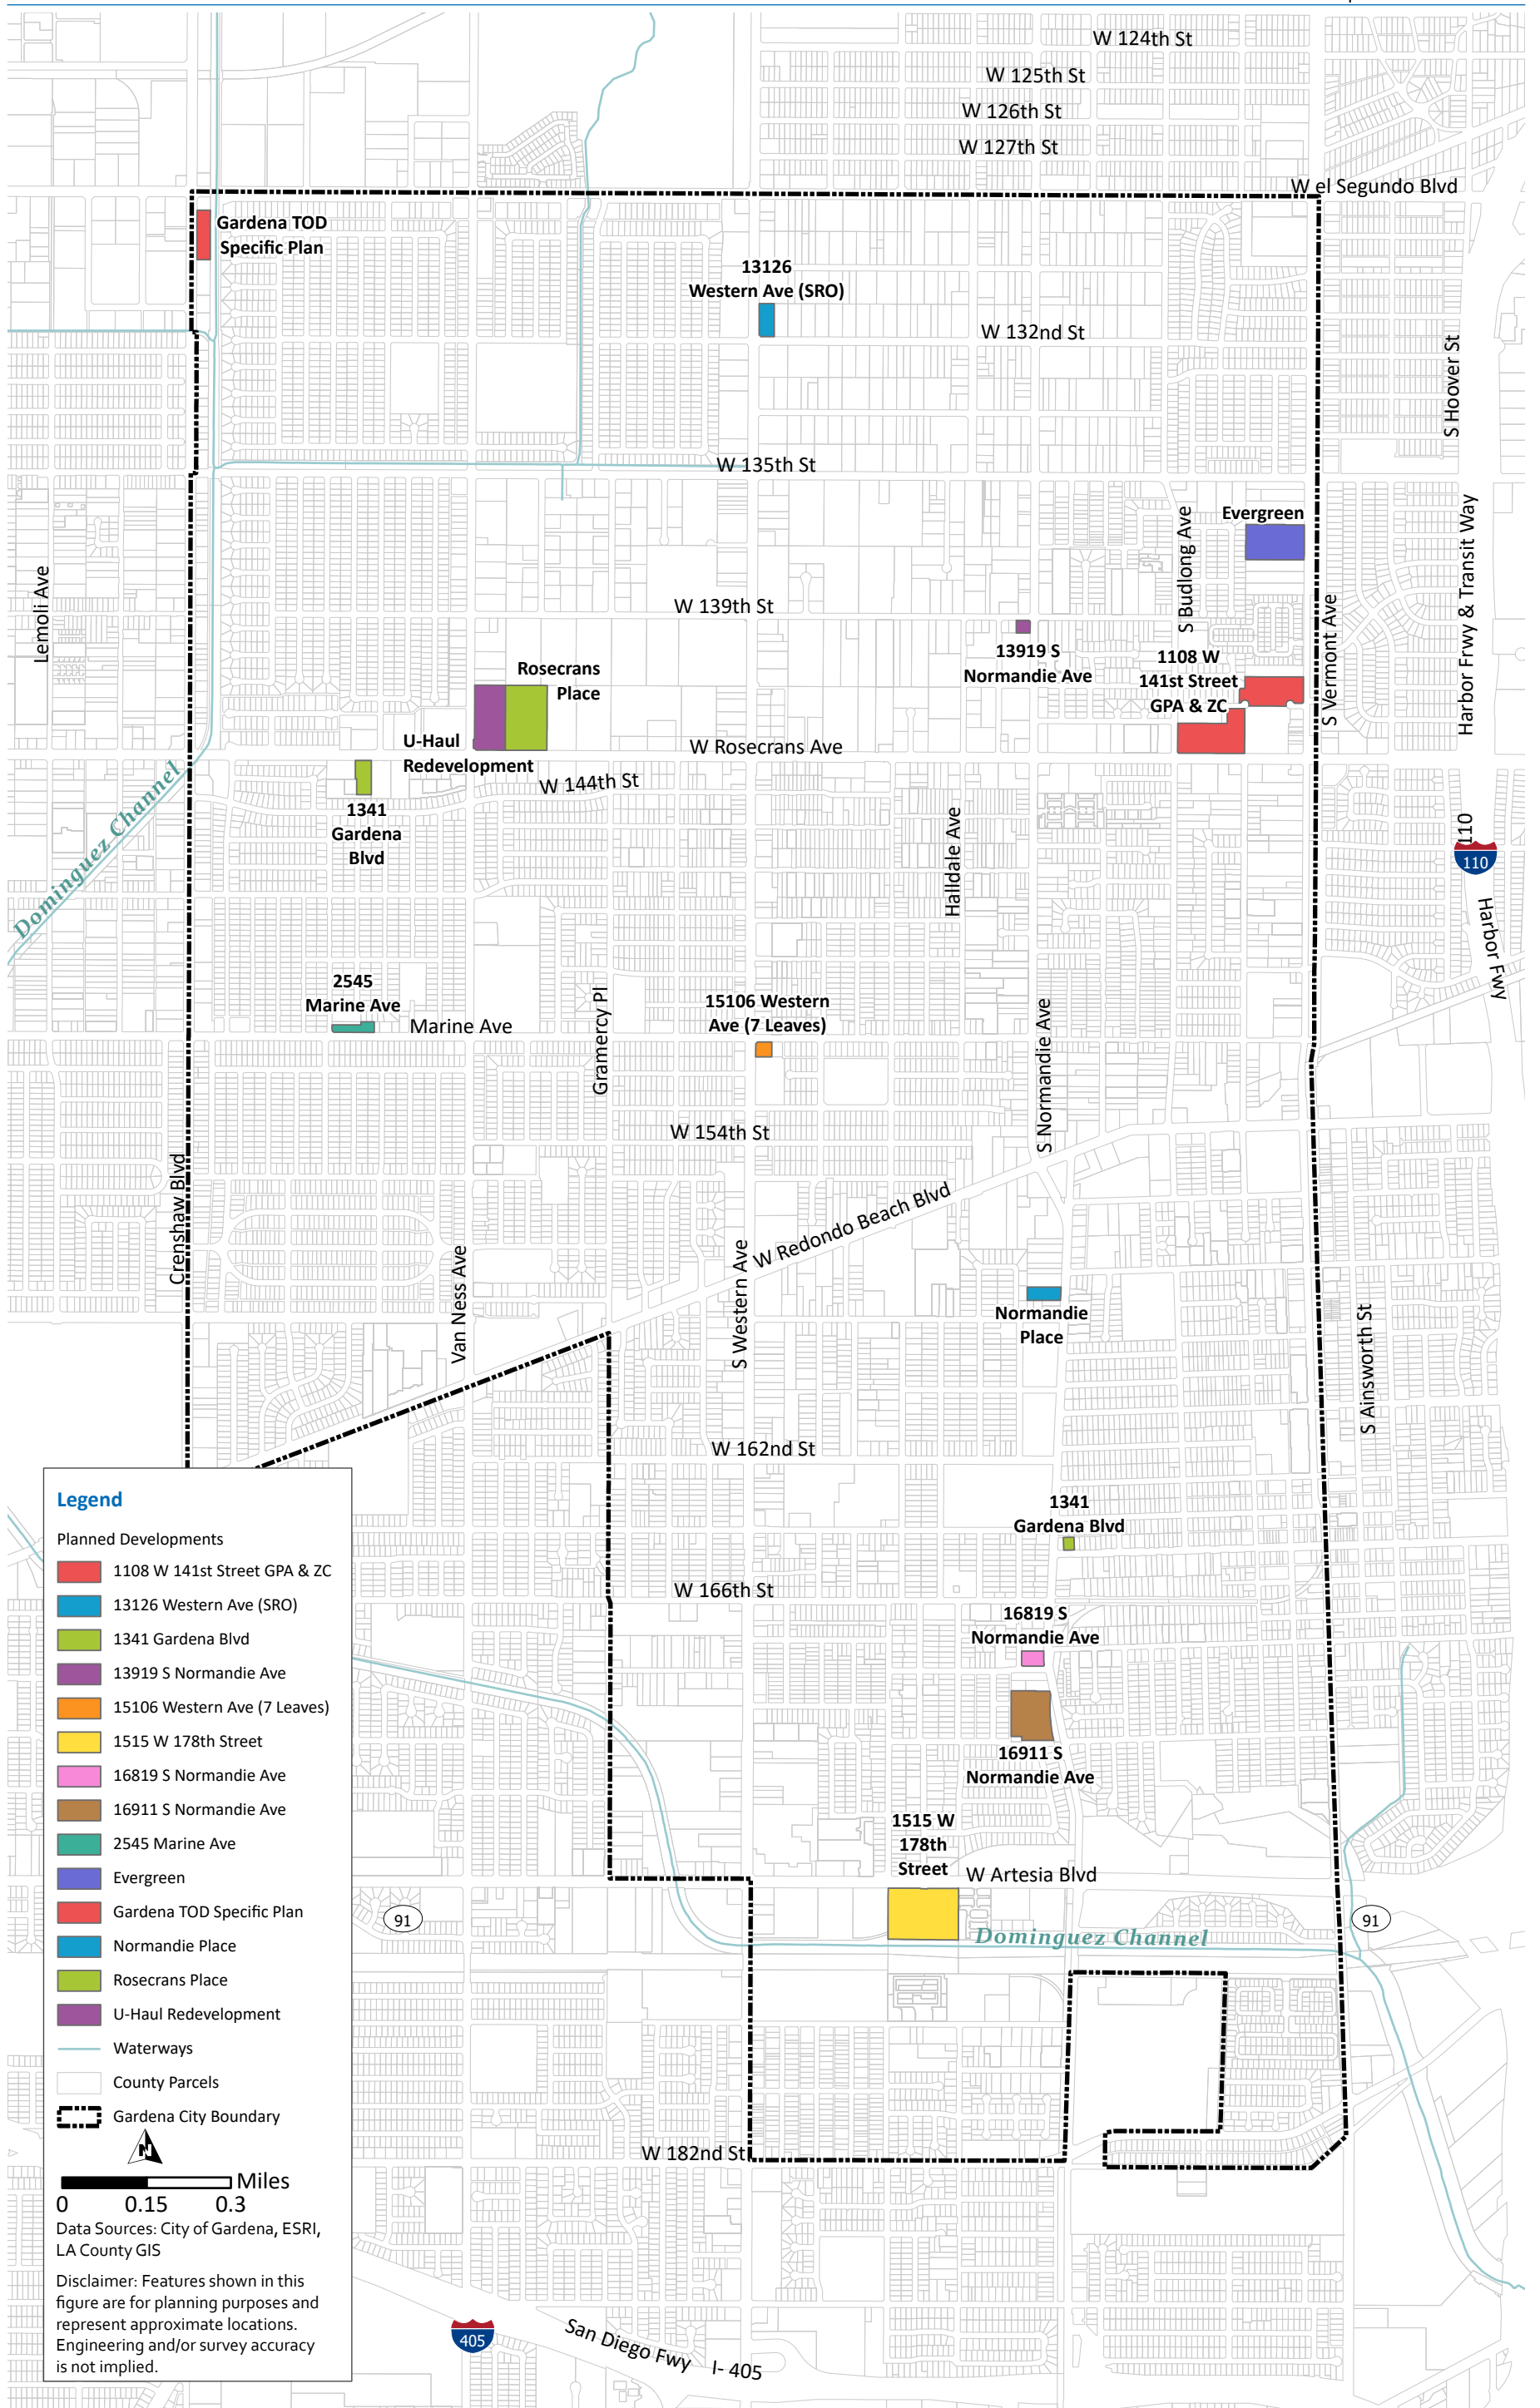 W 124th St
W 125th St
W 126th St
W 127th St
W el Segundo Blvd
Gardena TOD
Specific Plan
13126
Western Ave (SRO)
W 132nd St
S Hoover St
W 135th St
Evergreen
S Budlong Ave
Harbor Frwy & Transit Way
Lemoli Ave
W 139th St
S Vermont Ave
13919 S
Normandie Ave
1108 W
141st Street
GPA & ZC
Rosecrans
Place
U-Haul
Redevelopment
W Rosecrans Ave
W 144th St
Dominguez Channel
1341
Gardena
Blvd
Halldale Ave
110
110
Harbor Fwy
2545
Marine Ave
Marine Ave
Gramercy Pl
15106 Western
Ave (7 Leaves)
S Normandie Ave
W 154th St
Crenshaw Blvd
W Redondo Beach Blvd
Van Ness Ave
S Western Ave
Normandie
Place
S Ainsworth St
W 162nd St
1341
Gardena Blvd
W 166th St
16819 S
Normandie Ave
16911 S
Normandie Ave
1515 W
178th
Street
W Artesia Blvd
91
91
Dominguez Channel
W 182nd St
405
San Diego Fwy
I- 405
Legend
Planned Developments
1108 W 141st Street GPA & ZC
13126 Western Ave (SRO)
1341 Gardena Blvd
13919 S Normandie Ave
15106 Western Ave (7 Leaves)
1515 W 178th Street
16819 S Normandie Ave
16911 S Normandie Ave
2545 Marine Ave
Evergreen
Gardena TOD Specific Plan
Normandie Place
Rosecrans Place
U-Haul Redevelopment
Waterways
County Parcels
Gardena City Boundary
N
Miles
0 0.15 0.3
Data Sources: City of Gardena, ESRI,
LA County GIS
Disclaimer: Features shown in this
figure are for planning purposes and
represent approximate locations.
Engineering and/or survey accuracy
is not implied.